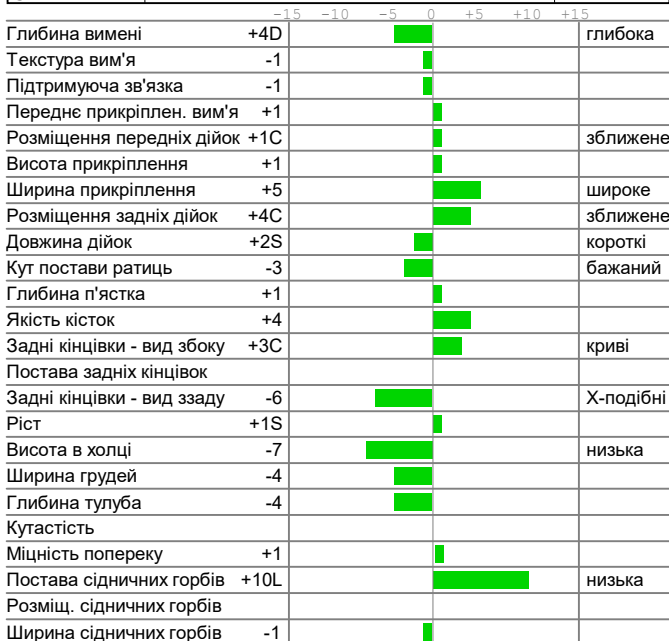 -15 -10 -5 0 +5 +10 +15
Глибина вимені +4D глибока
Текстура вим'я -1
Підтримуюча зв'язка -1
Переднє прикріплен. вим'я +1
Розміщення передніх дійок +1C зближене
Висота прикріплення +1
Ширина прикріплення +5 широке
Розміщення задніх дійок +4C зближене
Довжина дійок +2S короткі
Кут постави ратиць -3 бажаний
Глибина п'ястка +1
Якість кісток +4
Задні кінцівки - вид збоку +3C криві
Постава задніх кінцівок
Задні кінцівки - вид ззаду -6 Х-подібні
Ріст +1S
Висота в холці -7 низька
Ширина грудей -4
Глибина тулуба -4
Кутастість
Міцність попереку +1
Постава сідничних горбів +10L низька
Розміщ. сідничних горбів
Ширина сідничних горбів -1